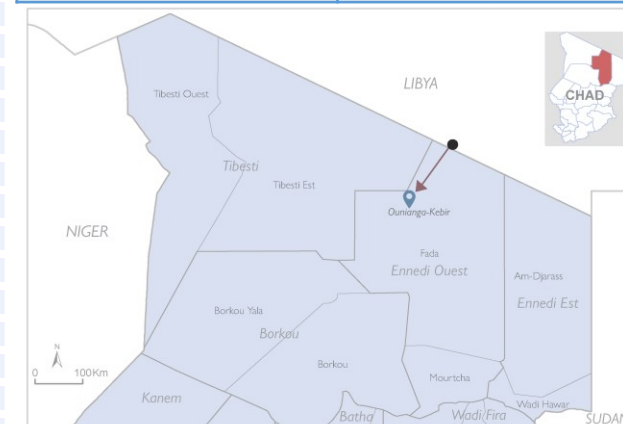 LIBYA
CHAD
Tibesti Ouest
Tibesti
Tibesti Est
Ounianga-Kebir
NIGER
Fada
Ennedi Ouest
Am-Djarass
Ennedi Est
Borkou Yala
Borkou
Borkou
N
0 100Km
Mourtcha
Kanem
Wadi Hawar
Batha
Wadi Fira
SUDAN